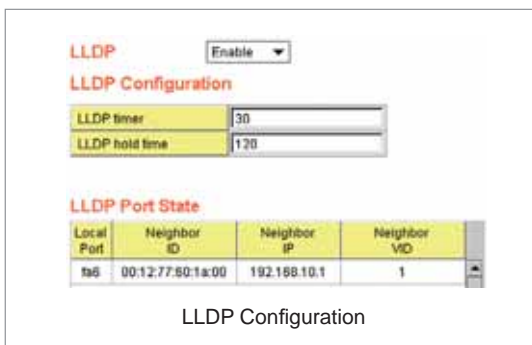 LLDP Enable
LLDP Configuration
LLDP timer 30
LLDP hold time 120
LLDP Port State
Local Port Neighbor ID Neighbor IP Neighbor VID
fa6 00:12:77:60:1a:00 192.168.10.1 1
LLDP Configuration